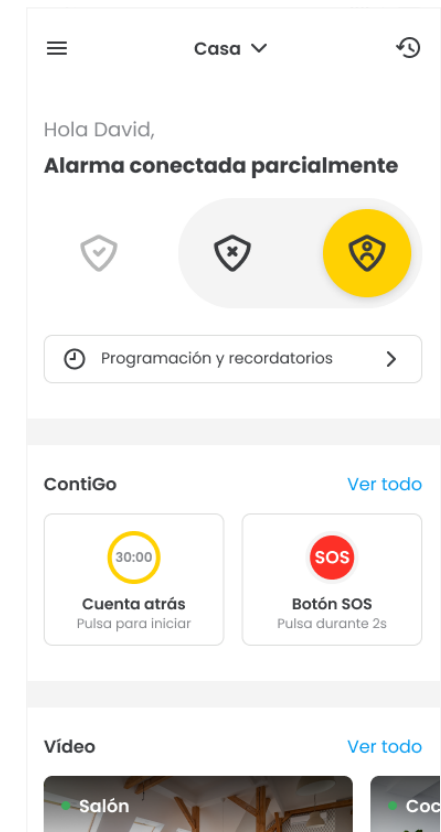 Casa
Hola David,
Alarma conectada parcialmente
Programación y recordatorios
ContiGo
Ver todo
30:00
SOS
Cuenta atrás
Botón SOS
Pulsa para iniciar
Pulsa durante 2s
Vídeo
Ver todo
Salón
Coc